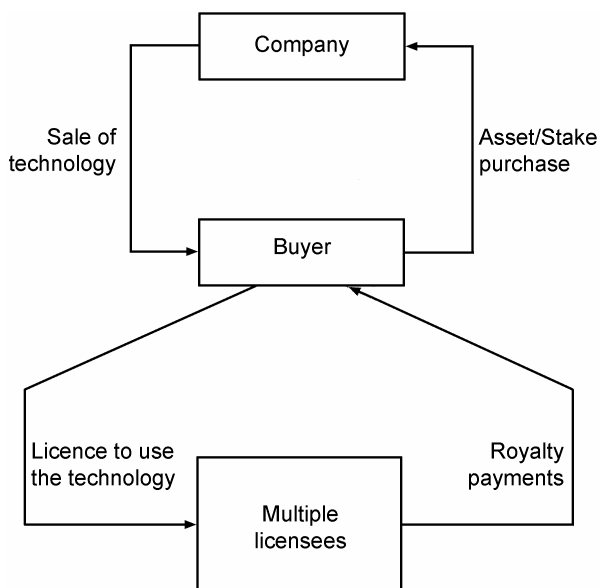 Company
Sale of
technology
Asset/Stake
purchase
Buyer
Licence to use
the technology
Royalty
payments
Multiple
licensees